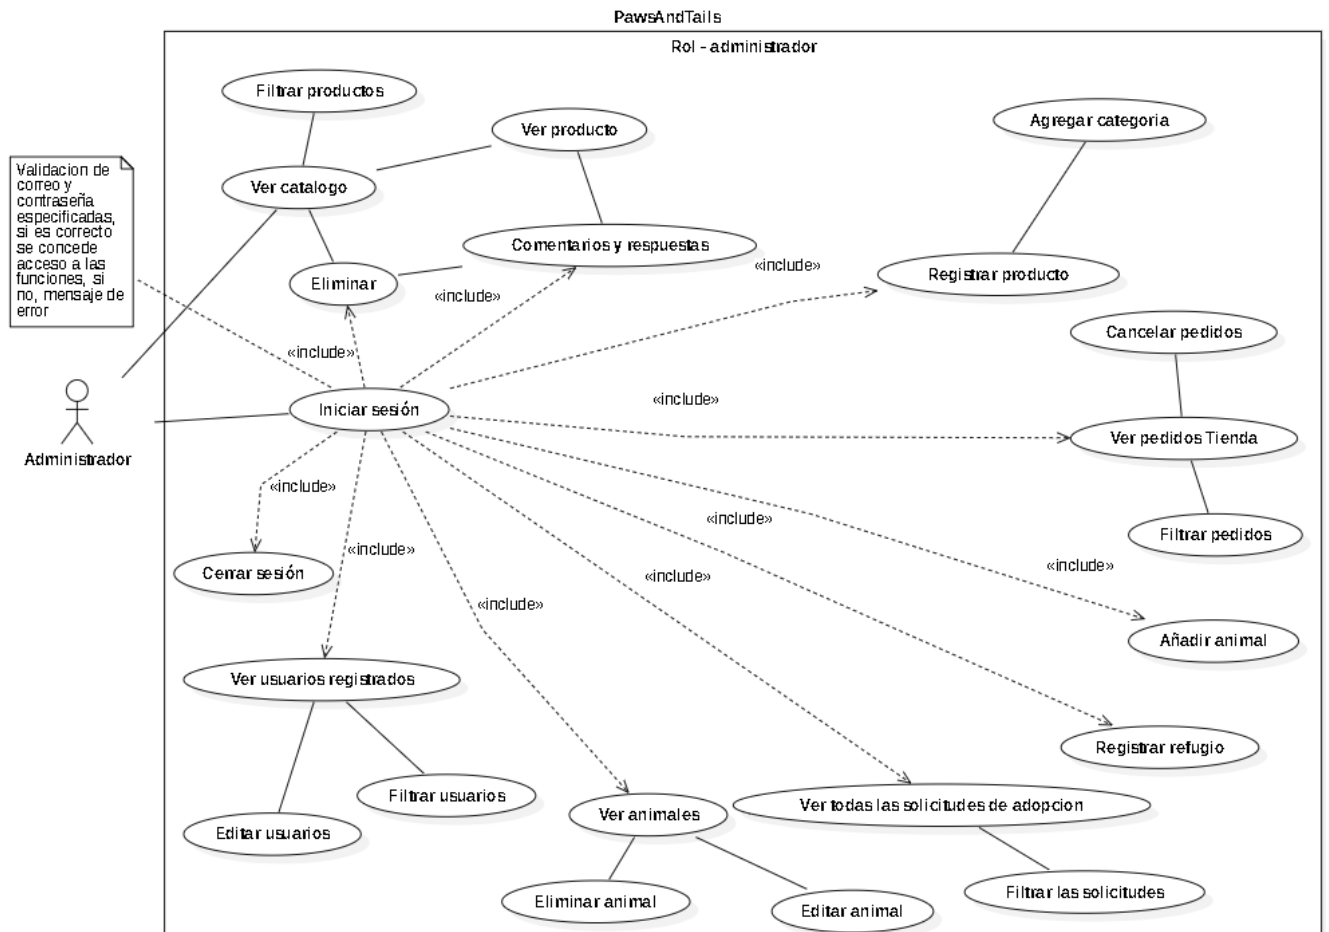 PawsAndTails
Rol - administrador
Filtrar productos
Ver producto
Agregar categoria
Validacion de
correo y
contraseña
especificadas,
si es correcto
se concede
acceso a las
funciones, si
no, mensaje de
error
Ver catalogo
Comentarios y respuestas
«include»
Registrar producto
Eliminar
«include»
Cancelar pedidos
«include»
«include»
Iniciar sesión
Ver pedidos Tienda
Administrador
«include»
«include»
Filtrar pedidos
«include»
«include»
«include»
Cerrar sesión
«include»
Añadir animal
Ver usuarios registrados
Registrar refugio
Filtrar usuarios
Ver todas las solicitudes de adopcion
Ver animales
Editar usuarios
Filtrar las solicitudes
Eliminar animal
Editar animal